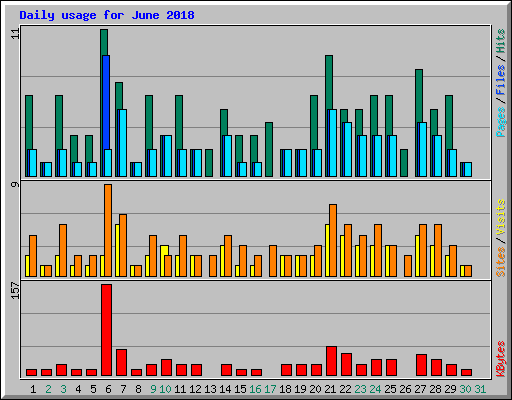 Daily usage for June 2018
11
Pages / Files / Hits
9
Sites / Visits
157
KBytes
1 2 3 4 5 6 7 8 9 10 11 12 13 14 15 16 17 18 19 20 21 22 23 24 25 26 27 28 29 30 31